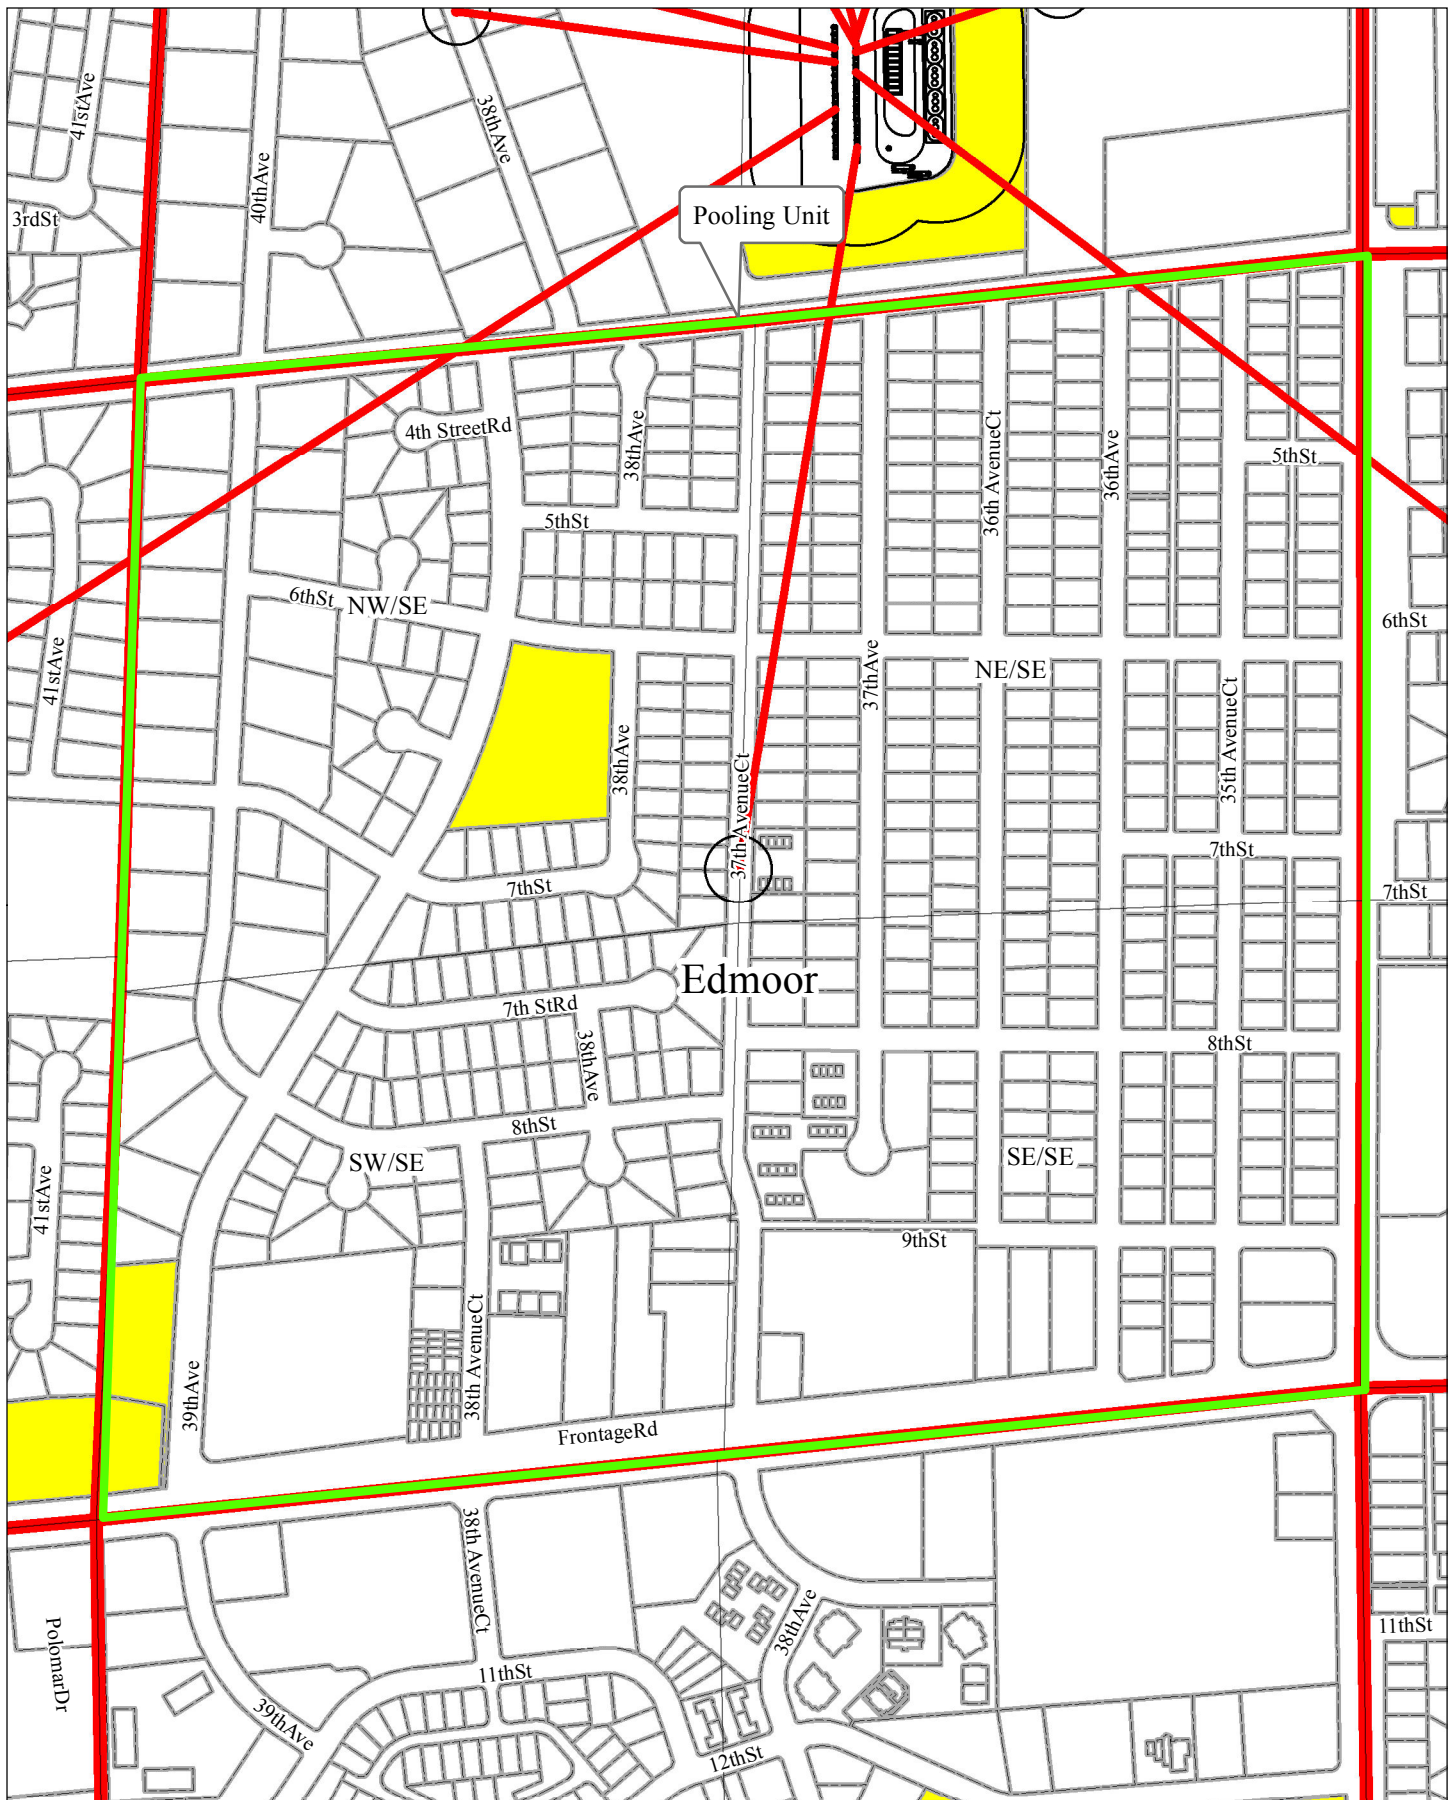 41stAve
40thAve
38thAve
3rdSt
Pooling Unit
4th StreetRd
38thAve
36th AvenueCt
36thAve
5thSt
5thSt
6thSt
NW/SE
6thSt
41stAve
37thAve
NE/SE
38thAve
37th AvenueCt
35th AvenueCt
7thSt
7thSt
7thSt
Edmoor
7th StRd
38thAve
8thSt
8thSt
SW/SE
SE/SE
41stAve
9thSt
38th AvenueCt
39thAve
FrontageRd
38th AvenueCt
38thAve
PolomarDr
11thSt
11thSt
39thAve
12thSt